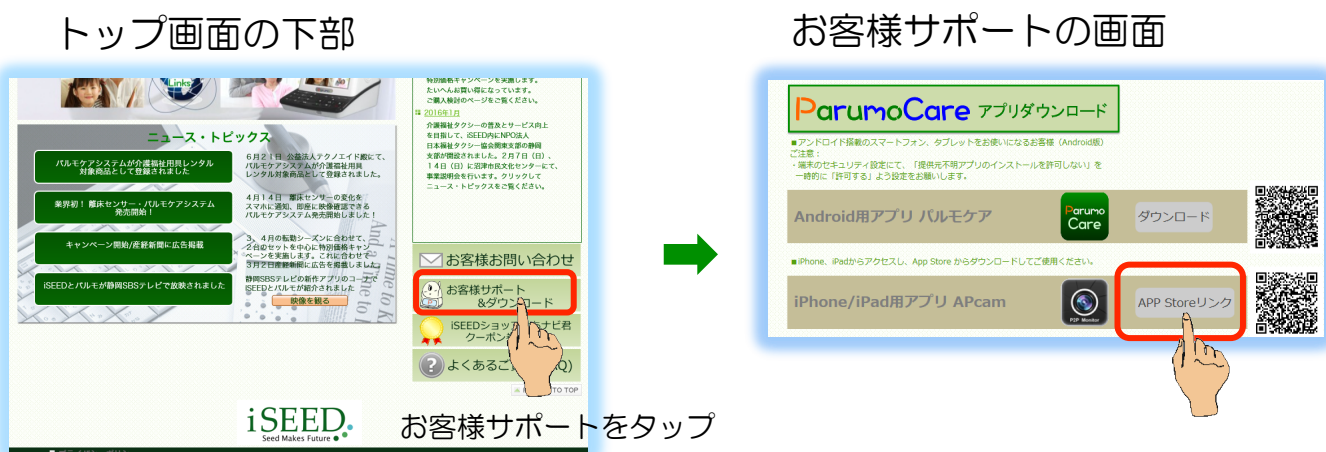 トップ画面の下部
お客様サポートの画面
Links
特別価格キャンペーンを実施します。
たいへんお買い得になっています。
ご購入検討のページをご覧ください。
2016年1月
介護福祉タクシーの普及とサービス向上
を目指して、iSEED内にNPO法人
日本福祉タクシー協会関東支部の静岡
支部が開設されました。2月7日（日）、
14日（日）に沼津市民文化センターにて、
事業説明会を行います。クリックして
ニュース・トピックスをご覧ください。
ニュース・トピックス
パルモケアシステムが介護福祉用具レンタル
対象商品として登録されました
6月21日 公益法人テクノエイド殿にて、
パルモケアシステムが介護福祉用具
レンタル対象商品として登録されました。
業界初！ 離床センサー・パルモケアシステム
発売開始！
4月14日 離床センサーの変化を
スマホに通知、即座に映像確認できる
パルモケアシステム発売開始しました！
キャンペーン開始/産経新聞に広告掲載
3、4月の転勤シーズンに合わせて、
2台のセットを中心に特別価格キャン
ペーンを実施します。これに合わせて
3月2日産経新聞に広告を掲載しました
iSEEDとパルモが静岡SBSテレビで放映されました
静岡SBSテレビの新作アプリのコーナで
iSEEDとパルモが紹介されました
映像を観る
お客様お問い合わせ
お客様サポート
&ダウンロード
iSEEDショップ
ナビ君
クーポン
よくあるご
Q)
TO TOP
iSEED
Seed Makes Future
お客様サポートをタップ
ParumoCare アプリダウンロード
■アンドロイド搭載のスマートフォン、タブレットをお使いになるお客様（Android版）
ご注意：
・端末のセキュリティ設定にて、「提供元不明アプリのインストールを許可しない」を
一時的に「許可する」よう設定をお願いします。
Android用アプリ パルモケア
Parumo
Care
ダウンロード
■iPhone、iPadからアクセスし、App Store からダウンロードしてご使用ください。
iPhone/iPad用アプリ APcam
P2P Monitor
APP Storeリンク